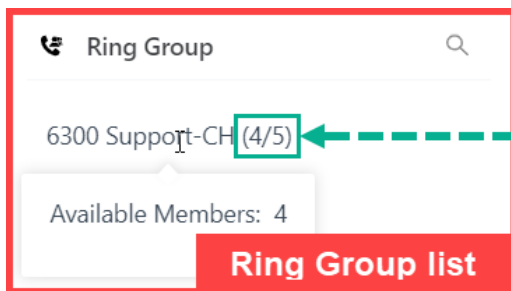 Ring Group
6300 Support-CH (4/5)
Available Members: 4
Ring Group list